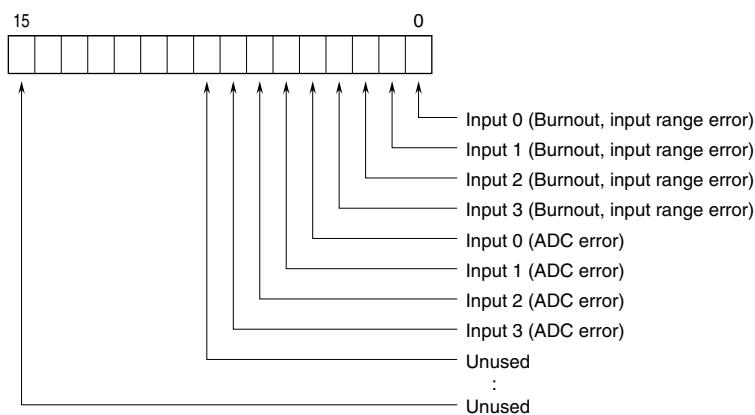 15 0
Input 0 (Burnout, input range error)
Input 1 (Burnout, input range error)
Input 2 (Burnout, input range error)
Input 3 (Burnout, input range error)
Input 0 (ADC error)
Input 1 (ADC error)
Input 2 (ADC error)
Input 3 (ADC error)
Unused
:
Unused